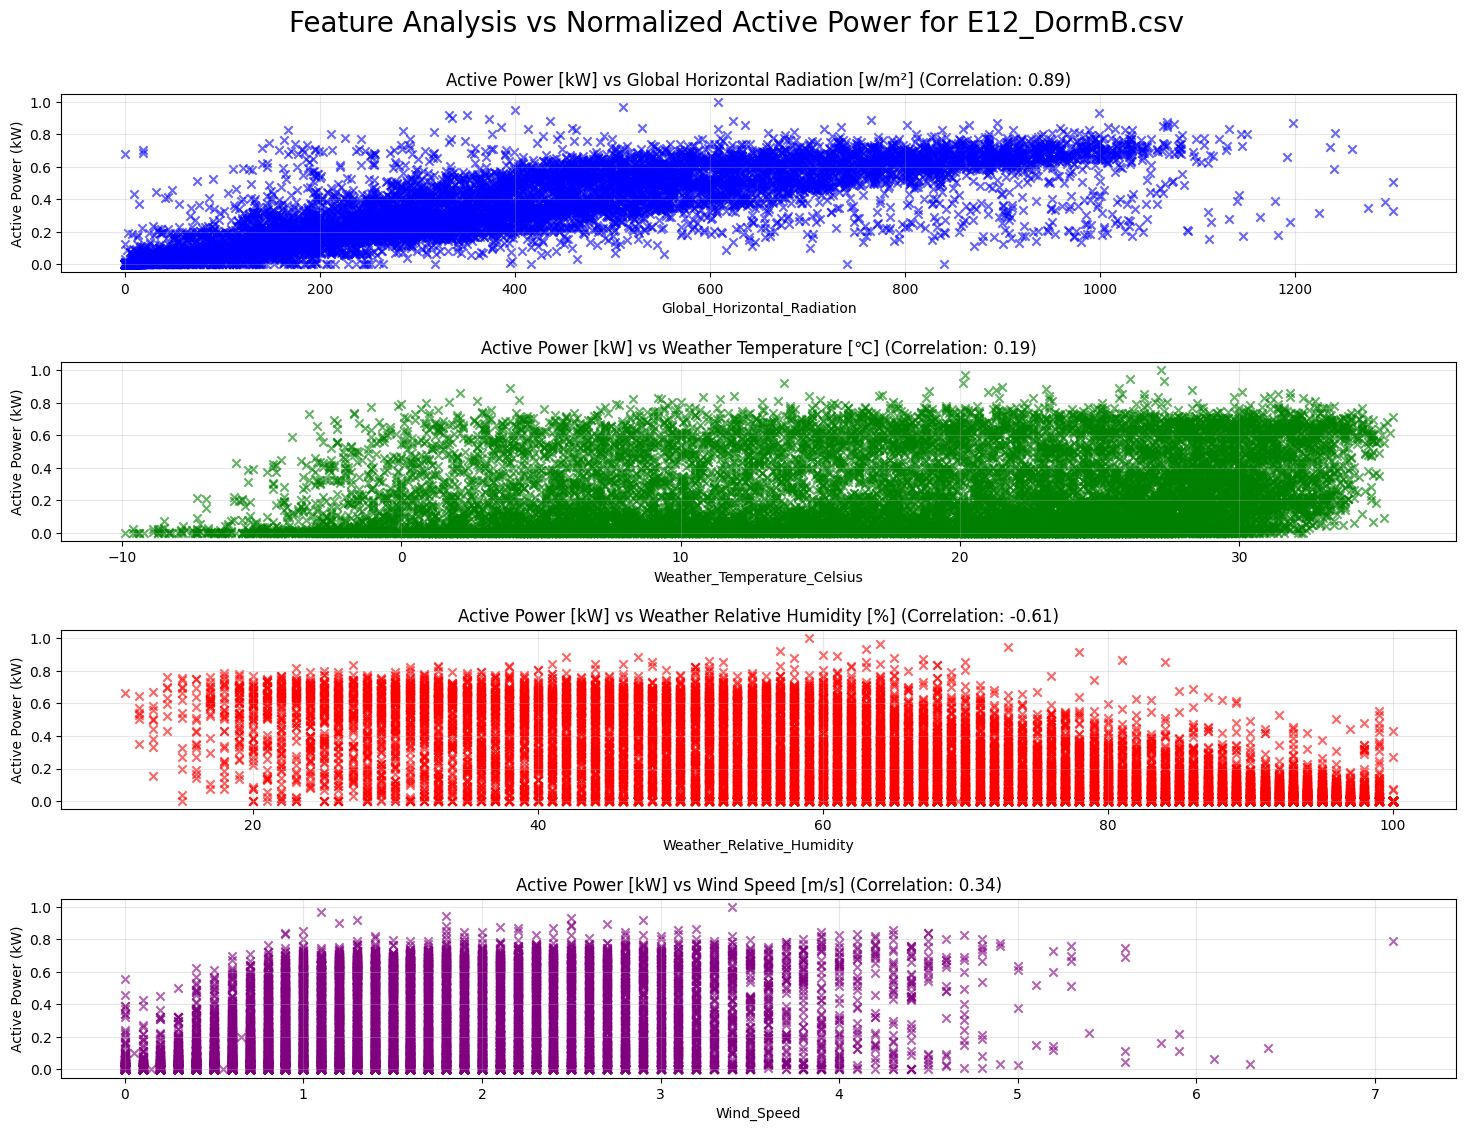 Feature Analysis vs Normalized Active Power for E12_DormB.csv
Active Power [kW] vs Global Horizontal Radiation [w/m²] (Correlation: 0.89)
Active Power (kW)
1.0
0.8
0.6
0.4
0.2
0.0
0 200 400 600 800 1000 1200
Global_Horizontal_Radiation
Active Power [kW] vs Weather Temperature [℃] (Correlation: 0.19)
Active Power (kW)
1.0
0.8
0.6
0.4
0.2
0.0
−10 0 10 20 30
Weather_Temperature_Celsius
Active Power [kW] vs Weather Relative Humidity [%] (Correlation: -0.61)
Active Power (kW)
1.0
0.8
0.6
0.4
0.2
0.0
20 40 60 80 100
Weather_Relative_Humidity
Active Power [kW] vs Wind Speed [m/s] (Correlation: 0.34)
Active Power (kW)
1.0
0.8
0.6
0.4
0.2
0.0
0 1 2 3 4 5 6 7
Wind_Speed